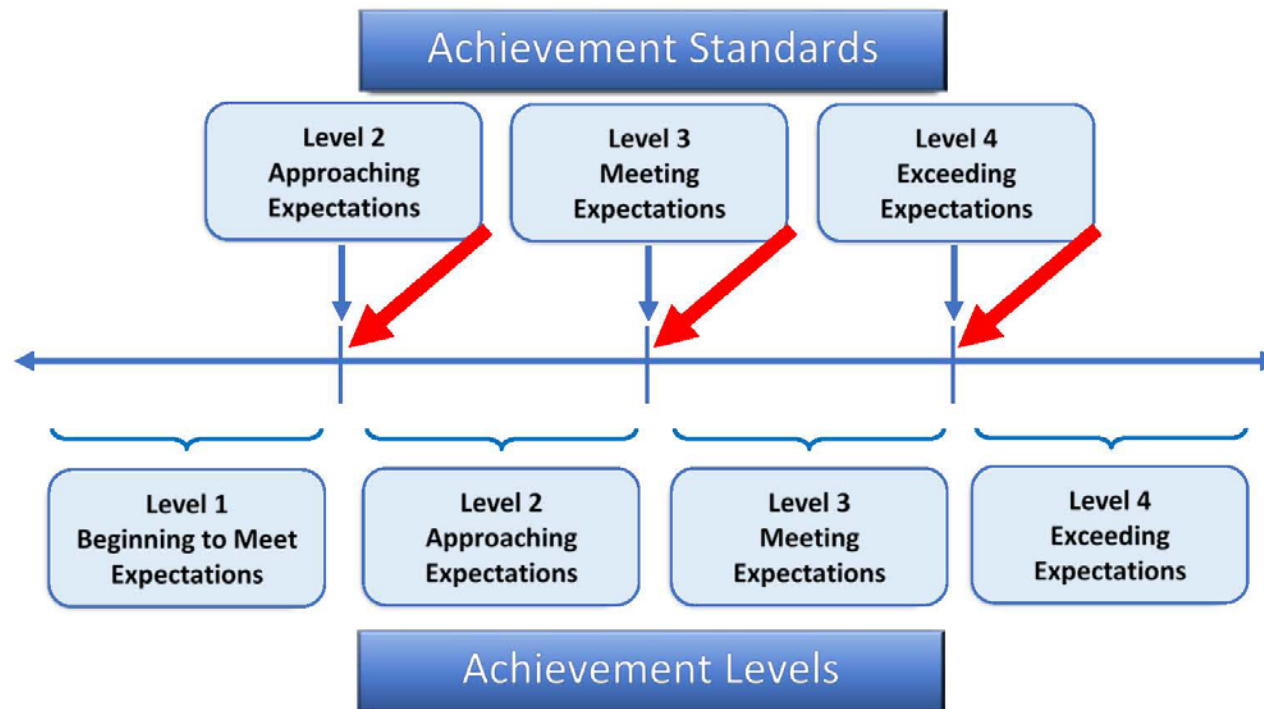 Achievement Standards
Level 2
Approaching
Expectations
Level 3
Meeting
Expectations
Level 4
Exceeding
Expectations
Level 1
Beginning to Meet
Expectations
Level 2
Approaching
Expectations
Level 3
Meeting
Expectations
Level 4
Exceeding
Expectations
Achievement Levels